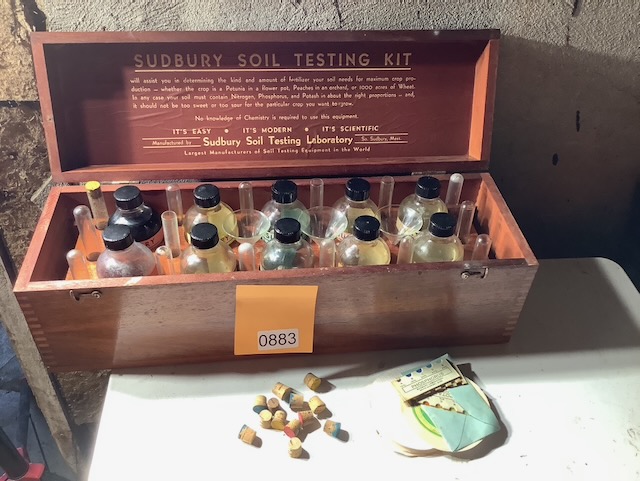 SUDBURY SOIL TESTING KIT
will assist you in determining the kind and amount of fertilizer your soil needs for maximum crop pro-
duction — whether the crop is a Petunia in a flower pot, Peaches in an orchard, or 1000 acres of Wheat.
In any case your soil must contain Nitrogen, Phosphorus, and Potash in about the right proportions — and,
it should not be too sweet or too sour for the particular crop you want to grow.
No knowledge of Chemistry is required to use this equipment.
IT'S EASY • IT'S MODERN • IT'S SCIENTIFIC
Manufactured by Sudbury Soil Testing Laboratory So. Sudbury, Mass.
Largest Manufacturers of Soil Testing Equipment in the World
0883